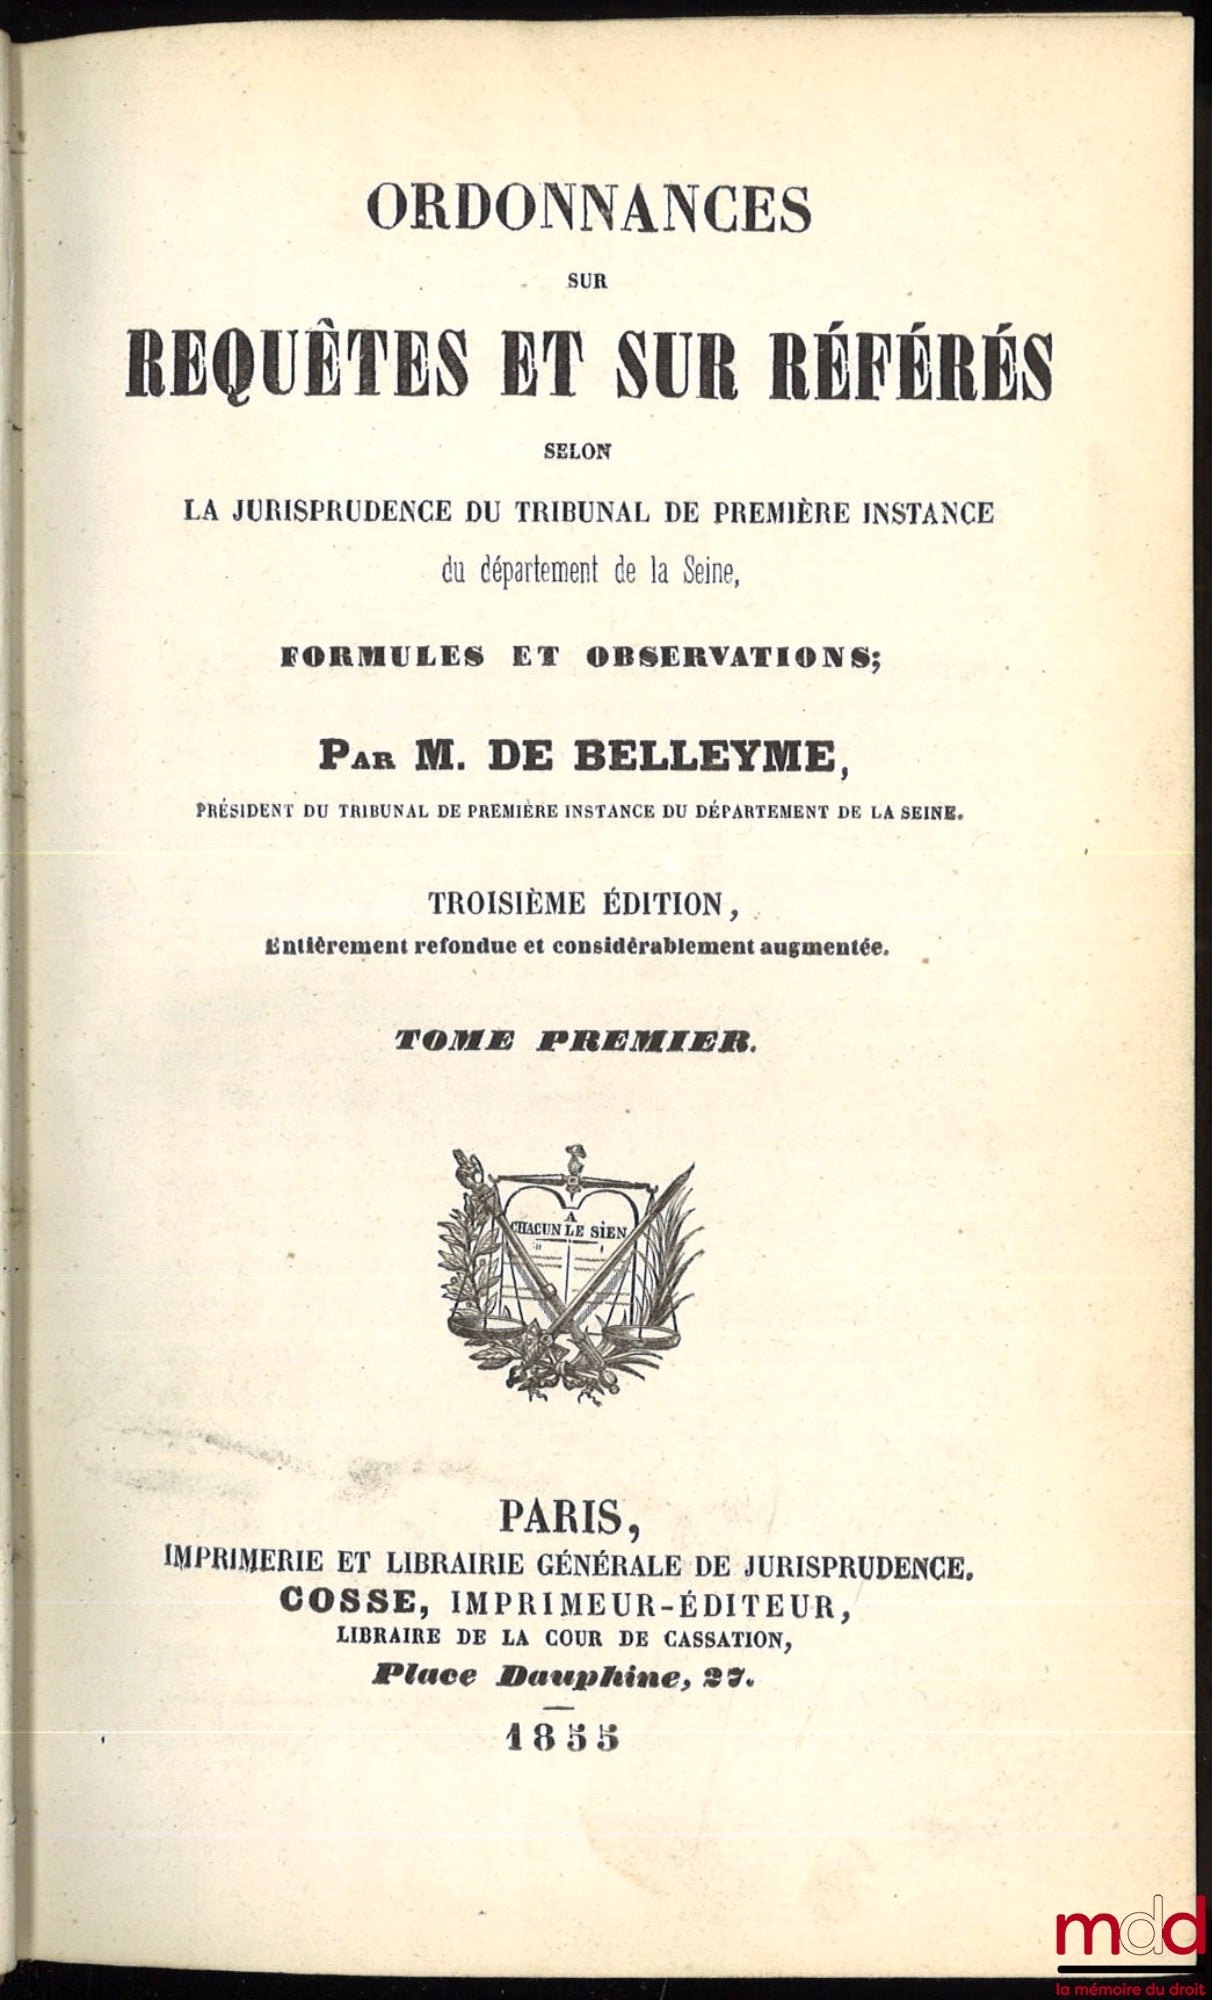 ORDONNANCES
SUR
REQUÊTES ET SUR RÉFÉRÉS
SELON
LA JURISPRUDENCE DU TRIBUNAL DE PREMIÈRE INSTANCE
du département de la Seine,
FORMULES ET OBSERVATIONS;
PAR M. DE BELLEYME,
PRÉSIDENT DU TRIBUNAL DE PREMIÈRE INSTANCE DU DÉPARTEMENT DE LA SEINE.
TROISIÈME ÉDITION,
Entièrement refondue et considérablement augmentée.
TOME PREMIER.
A
CHACUN LE SIEN
PARIS,
IMPRIMERIE ET LIBRAIRIE GÉNÉRALE DE JURISPRUDENCE.
COSSE, IMPRIMEUR-ÉDITEUR,
LIBRAIRE DE LA COUR DE CASSATION,
Place Dauphine, 27.
1855
mdd
la mémoire du droit